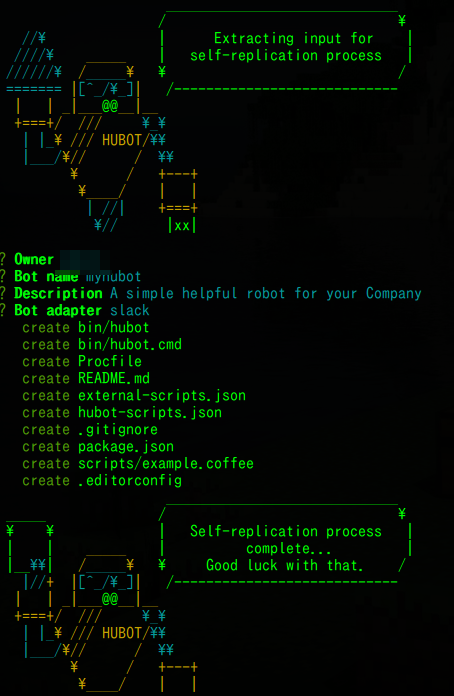 Extracting input for
self-replication process
HUBOT
|xx|
? Owner
? Bot name myhubot
? Description A simple helpful robot for your Company
? Bot adapter slack
create bin/hubot
create bin/hubot.cmd
create Procfile
create README.md
create external-scripts.json
create hubot-scripts.json
create .gitignore
create package.json
create scripts/example.coffee
create .editorconfig
Self-replication process
complete...
Good luck with that.
HUBOT